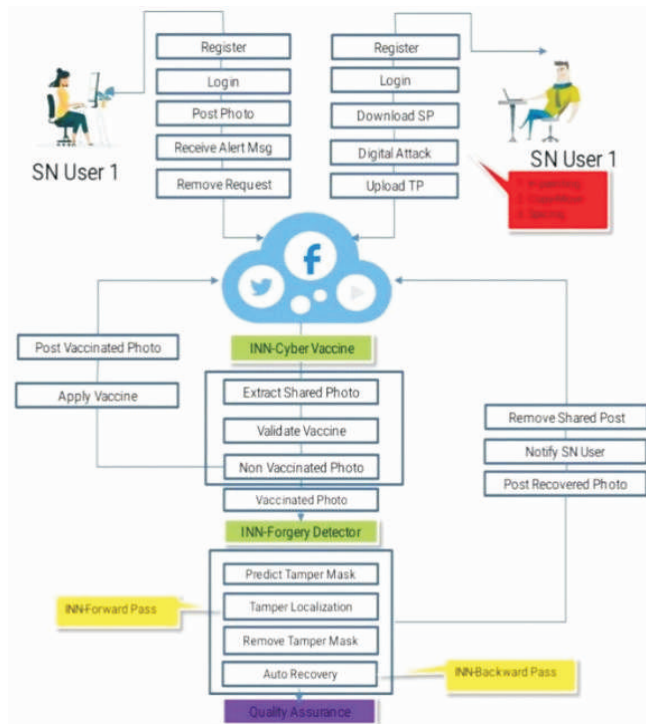 Register
Login
Post Photo
Receive Alert Msg
Remove Request
SN User 1
Register
Login
Download SP
Digital Attack
Upload TP
SN User 1
f
INN-Cyber Vaccine
Post Vaccinated Photo
Apply Vaccine
Extract Shared Photo
Validate Vaccine
Non Vaccinated Photo
Vaccinated Photo
Remove Shared Post
Notify SN User
Post Recovered Photo
INN-Forgery Detector
Predict Tamper Mask
INN-Forward Pass
Tamper Localization
Remove Tamper Mask
Auto Recovery
INN-Backward Pass
Quality Assurance